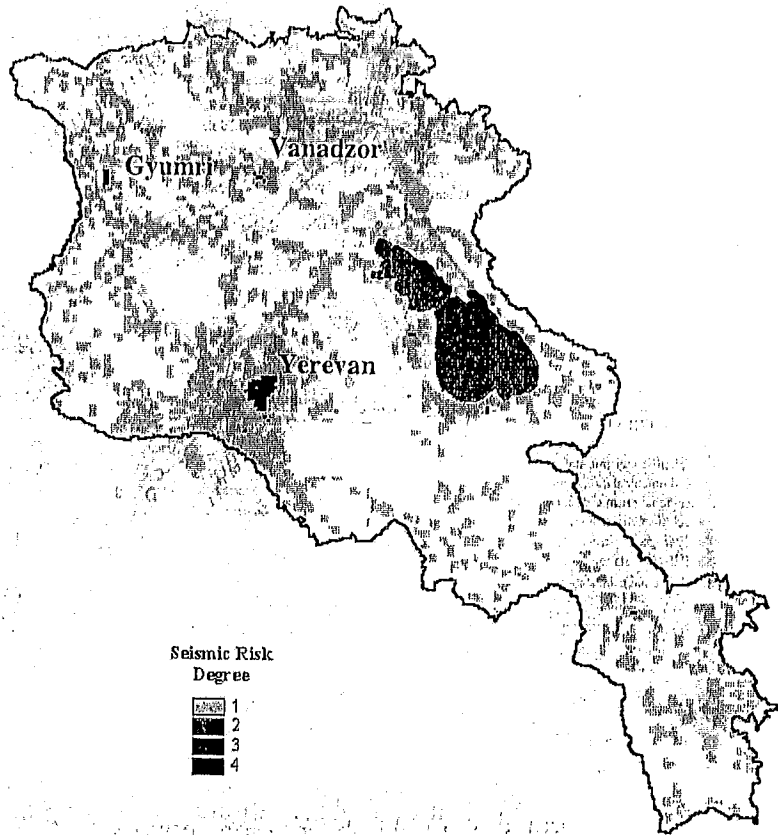 Vanadzor
Gyumri
Yerevan
Seismic Risk
Degree
1
2
3
4